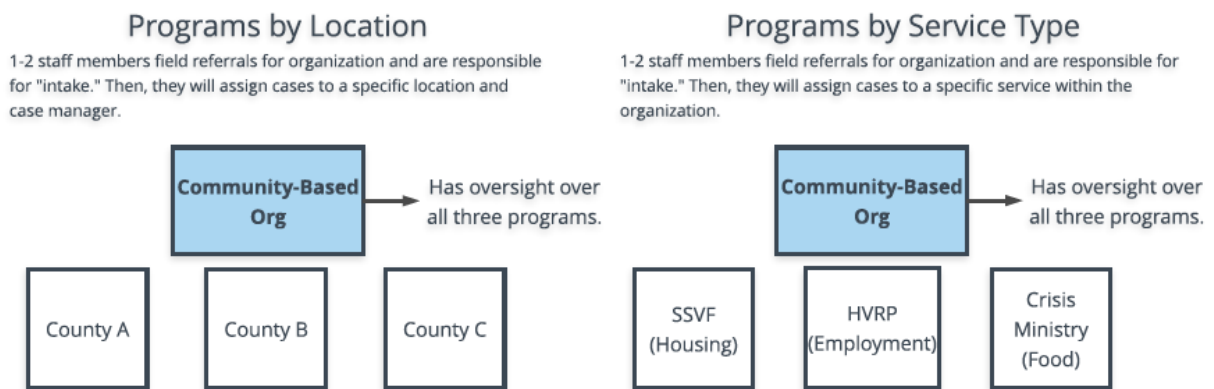 Programs by Location
1-2 staff members field referrals for organization and are responsible
for "intake." Then, they will assign cases to a specific location and
case manager.
Community-Based
Org
Has oversight over
all three programs.
County A
County B
County C
Programs by Service Type
1-2 staff members field referrals for organization and are responsible for
"intake." Then, they will assign cases to a specific service within the
organization.
Community-Based
Org
Has oversight over
all three programs.
SSVF
(Housing)
HVRP
(Employment)
Crisis
Ministry
(Food)